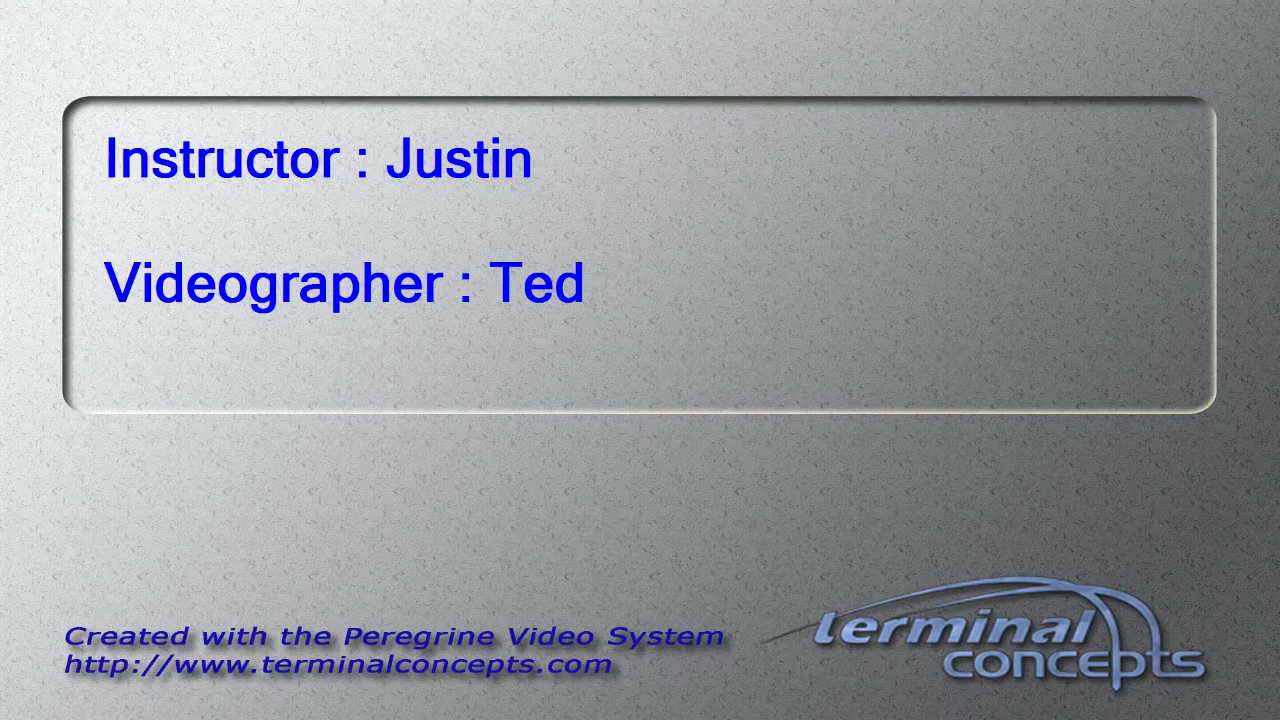 Instructor : Justin
Videographer : Ted
Created with the Peregrine Video System
http://www.terminalconcepts.com
terminal
concepts